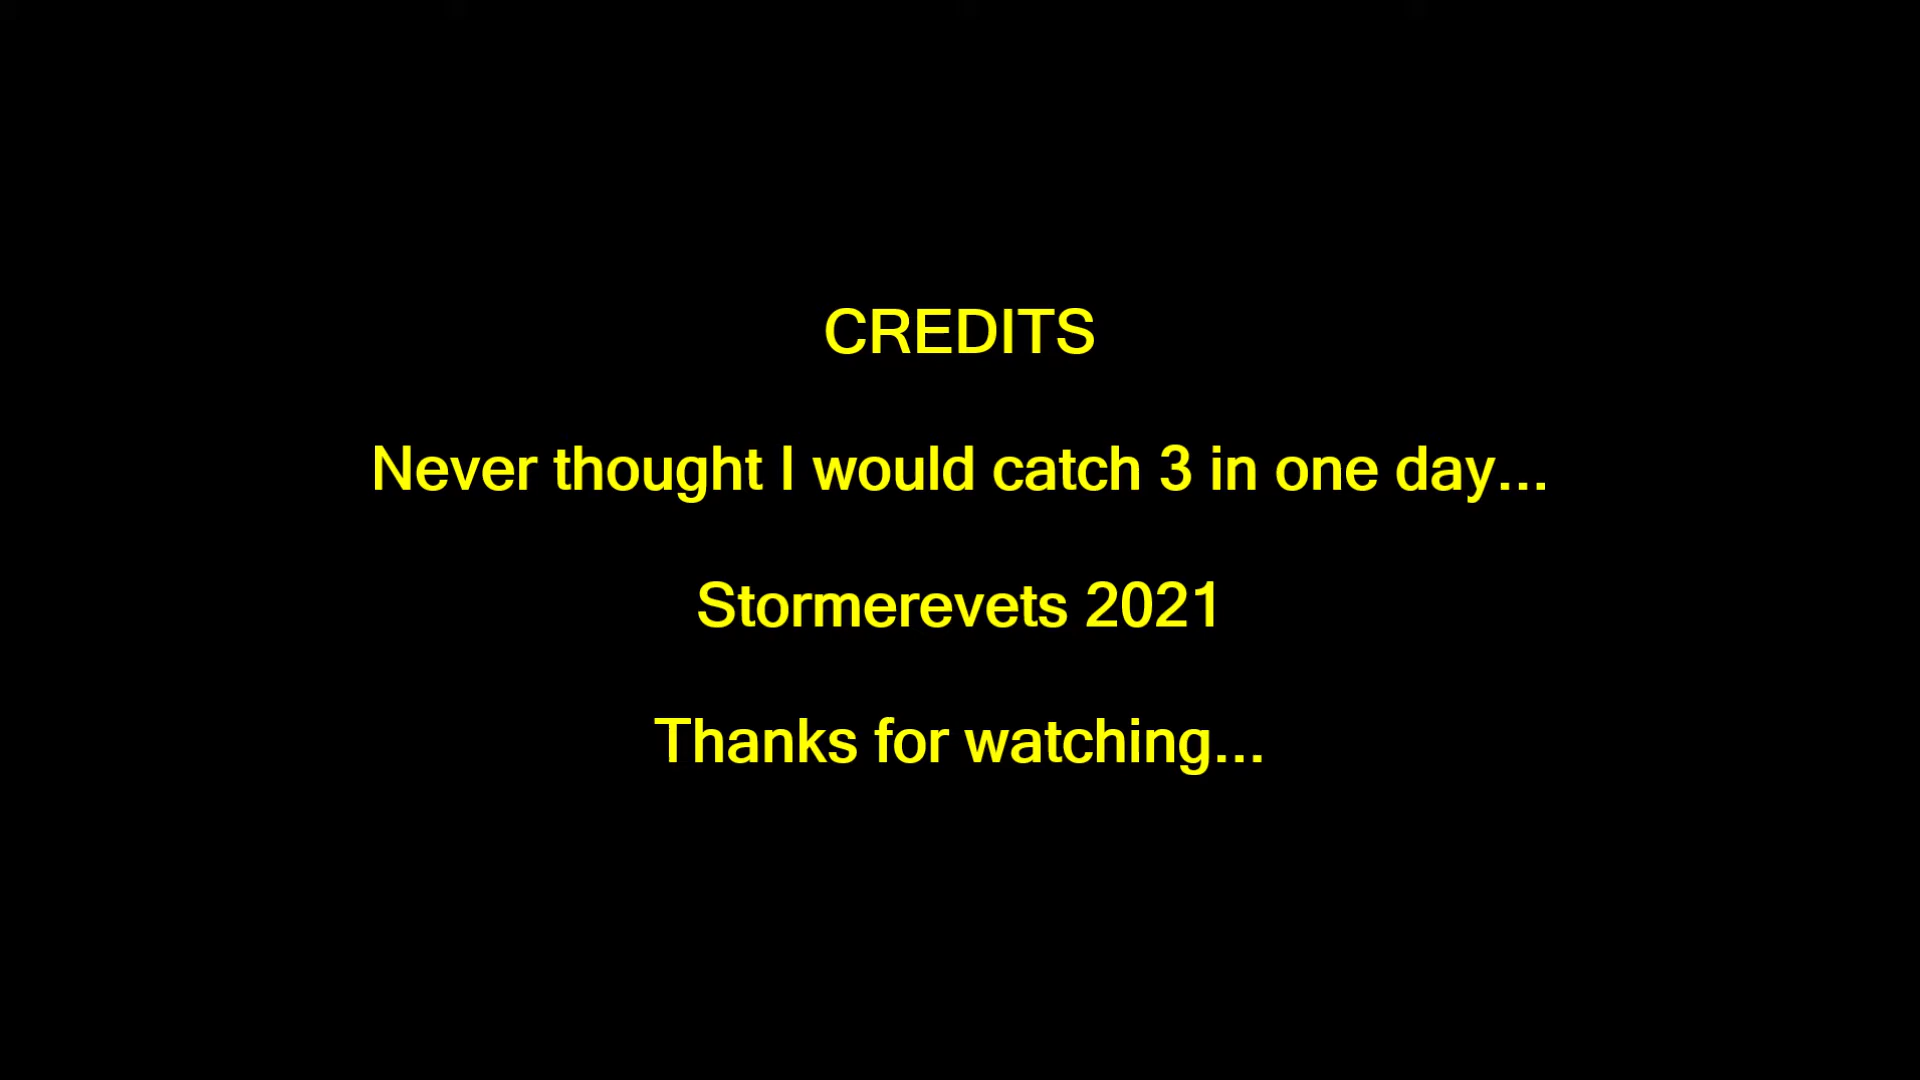 CREDITS
Never thought I would catch 3 in one day...
Stormerevets 2021
Thanks for watching...